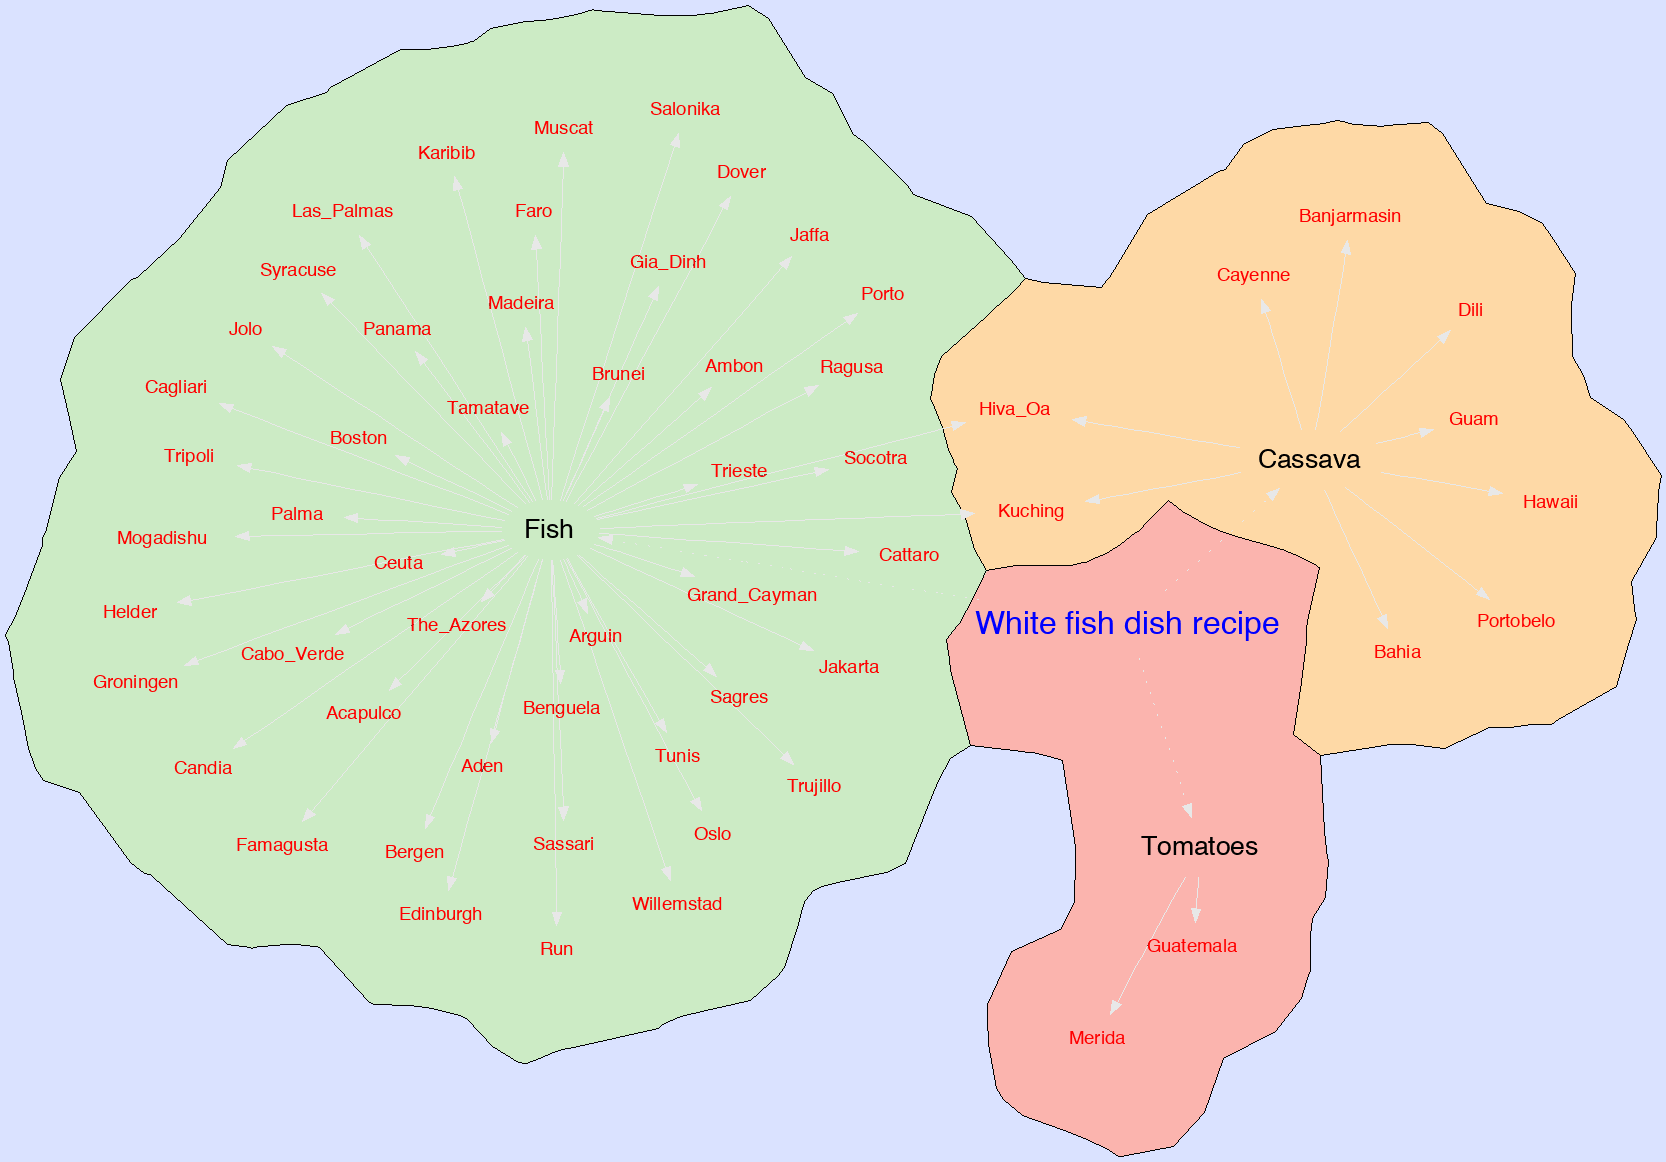 Salonika
Muscat
Karibib
Dover
Las_Palmas
Faro
Jaffa
Gia_Dinh
Syracuse
Madeira
Porto
Jolo
Panama
Brunei
Ambon
Ragusa
Cagliari
Tamatave
Boston
Tripoli
Trieste
Socotra
Palma
Fish
Mogadishu
Ceuta
Cattaro
Grand_Cayman
Helder
The_Azores
Arguin
Cabo_Verde
Jakarta
Groningen
Sagres
Acapulco
Benguela
Candia
Aden
Tunis
Trujillo
Famagusta
Bergen
Sassari
Oslo
Edinburgh
Willemstad
Run
Banjarmasin
Cayenne
Dili
Hiva_Oa
Guam
Cassava
Kuching
Hawaii
Portobelo
Bahia
White fish dish recipe
Tomatoes
Guatemala
Merida